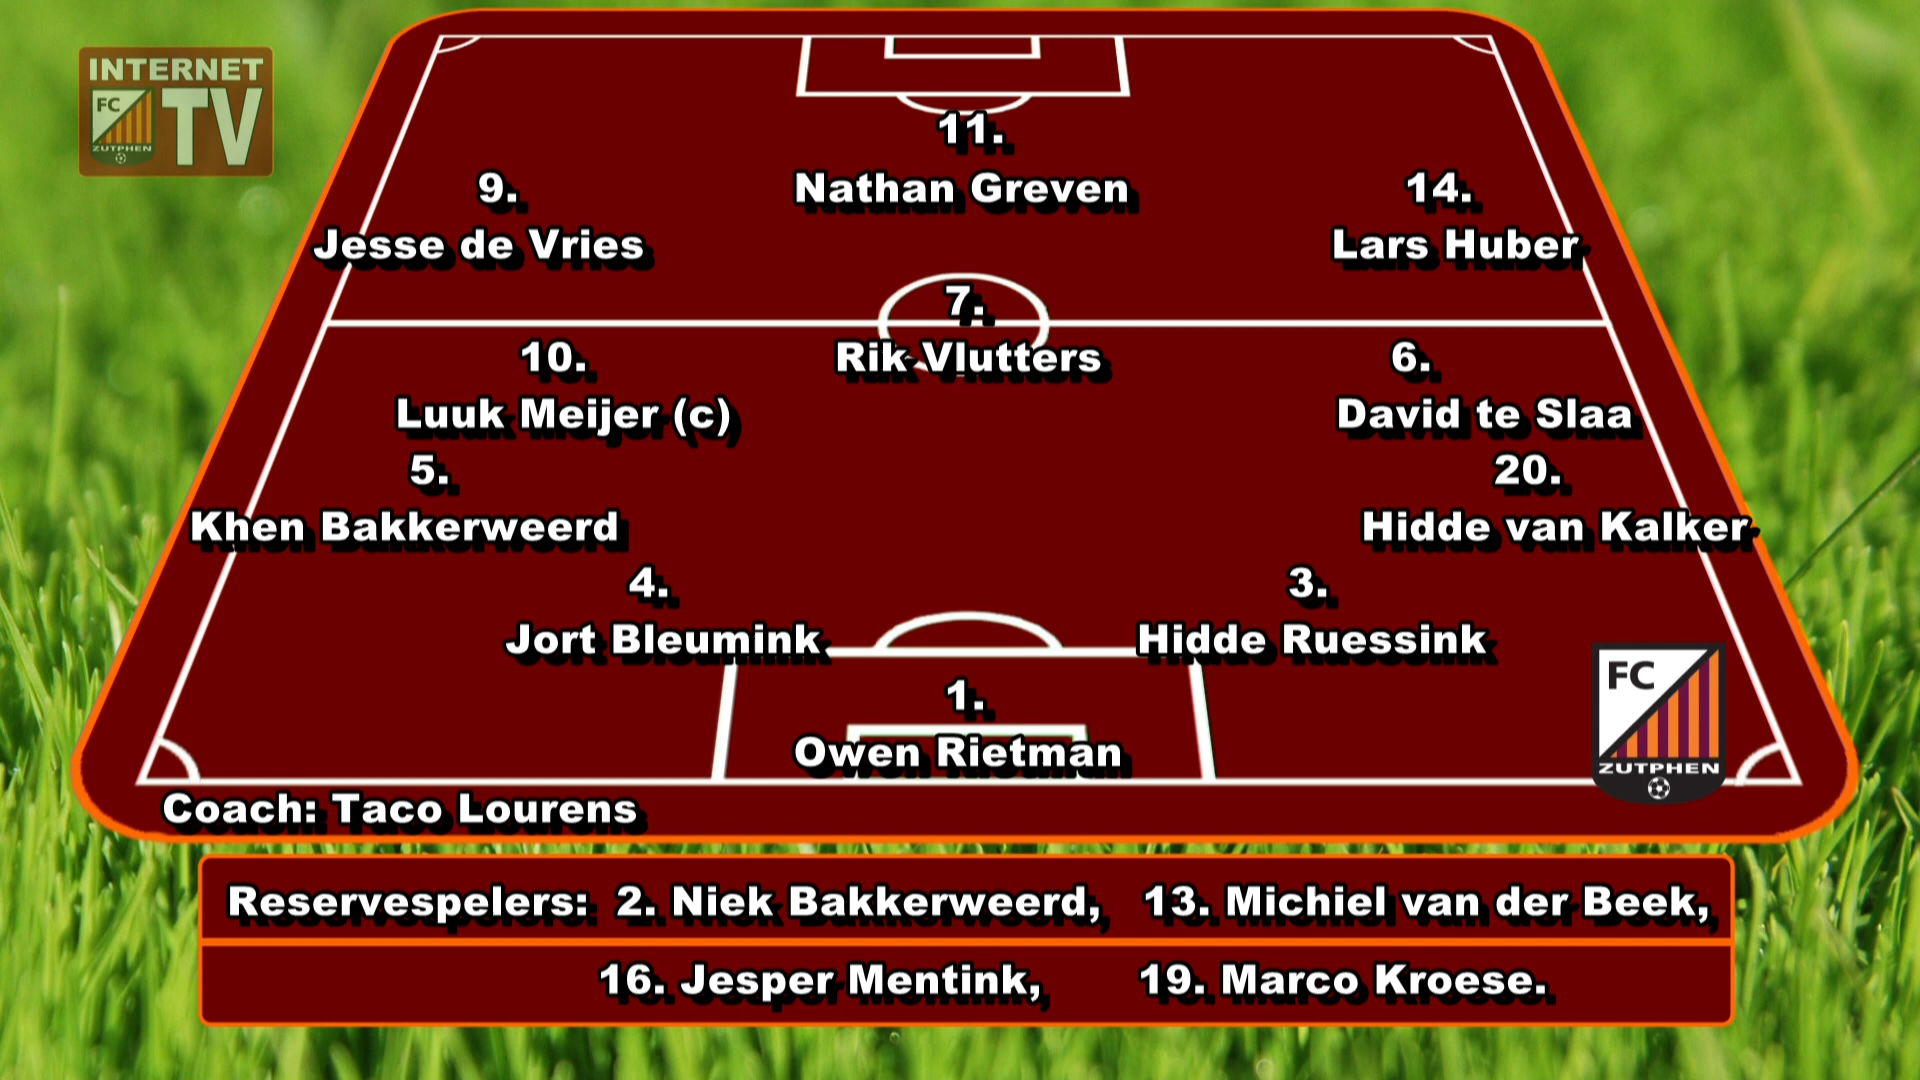 INTERNET
FC
TV
ZUTPHEN
11.
Nathan Greven
9.
Jesse de Vries
14.
Lars Huber
7.
Rik Vlutters
10.
Luuk Meijer (c)
6.
David te Slaa
5.
Khen Bakkerweerd
20.
Hidde van Kalker
4.
Jort Bleumink
3.
Hidde Ruessink
1.
Owen Rietman
FC
ZUTPHEN
Coach: Taco Lourens
Reservespelers: 2. Niek Bakkerweerd, 13. Michiel van der Beek,
16. Jesper Mentink, 19. Marco Kroese.